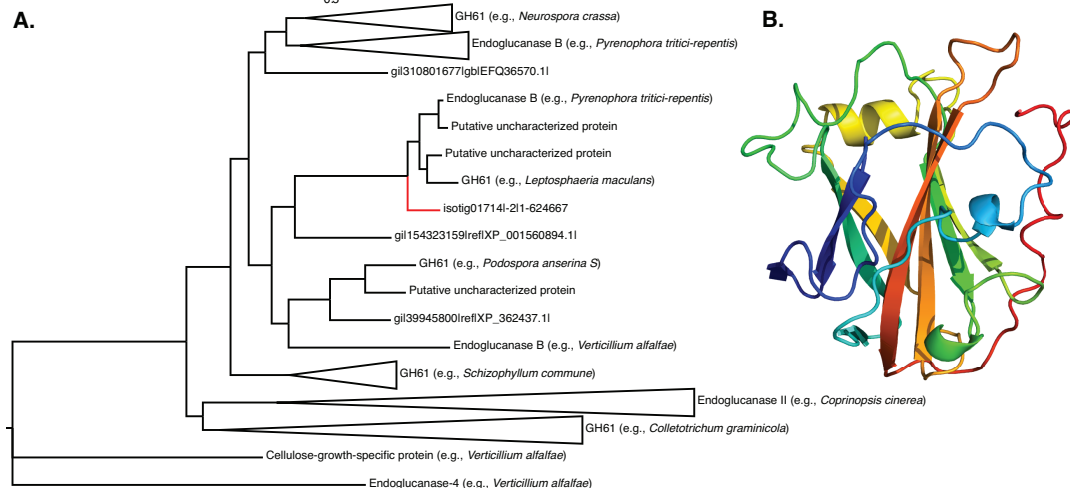 A.
B.
GH61 (e.g., Neurospora crassa)
Endoglucanase B (e.g., Pyrenophora tritici-repentis)
gi|310801677|gb|EFQ36570.1|
Endoglucanase B (e.g., Pyrenophora tritici-repentis)
Putative uncharacterized protein
Putative uncharacterized protein
GH61 (e.g., Leptosphaeria maculans)
isotig01714|-2|1-624667
gi|154323159|ref|XP_001560894.1|
GH61 (e.g., Podospora anserina S)
Putative uncharacterized protein
gi|39945800|ref|XP_362437.1|
Endoglucanase B (e.g., Verticillium alfalfae)
GH61 (e.g., Schizophyllum commune)
Endoglucanase II (e.g., Coprinopsis cinerea)
GH61 (e.g., Colletotrichum graminicola)
Cellulose-growth-specific protein (e.g., Verticillium alfalfae)
Endoglucanase-4 (e.g., Verticillium alfalfae)